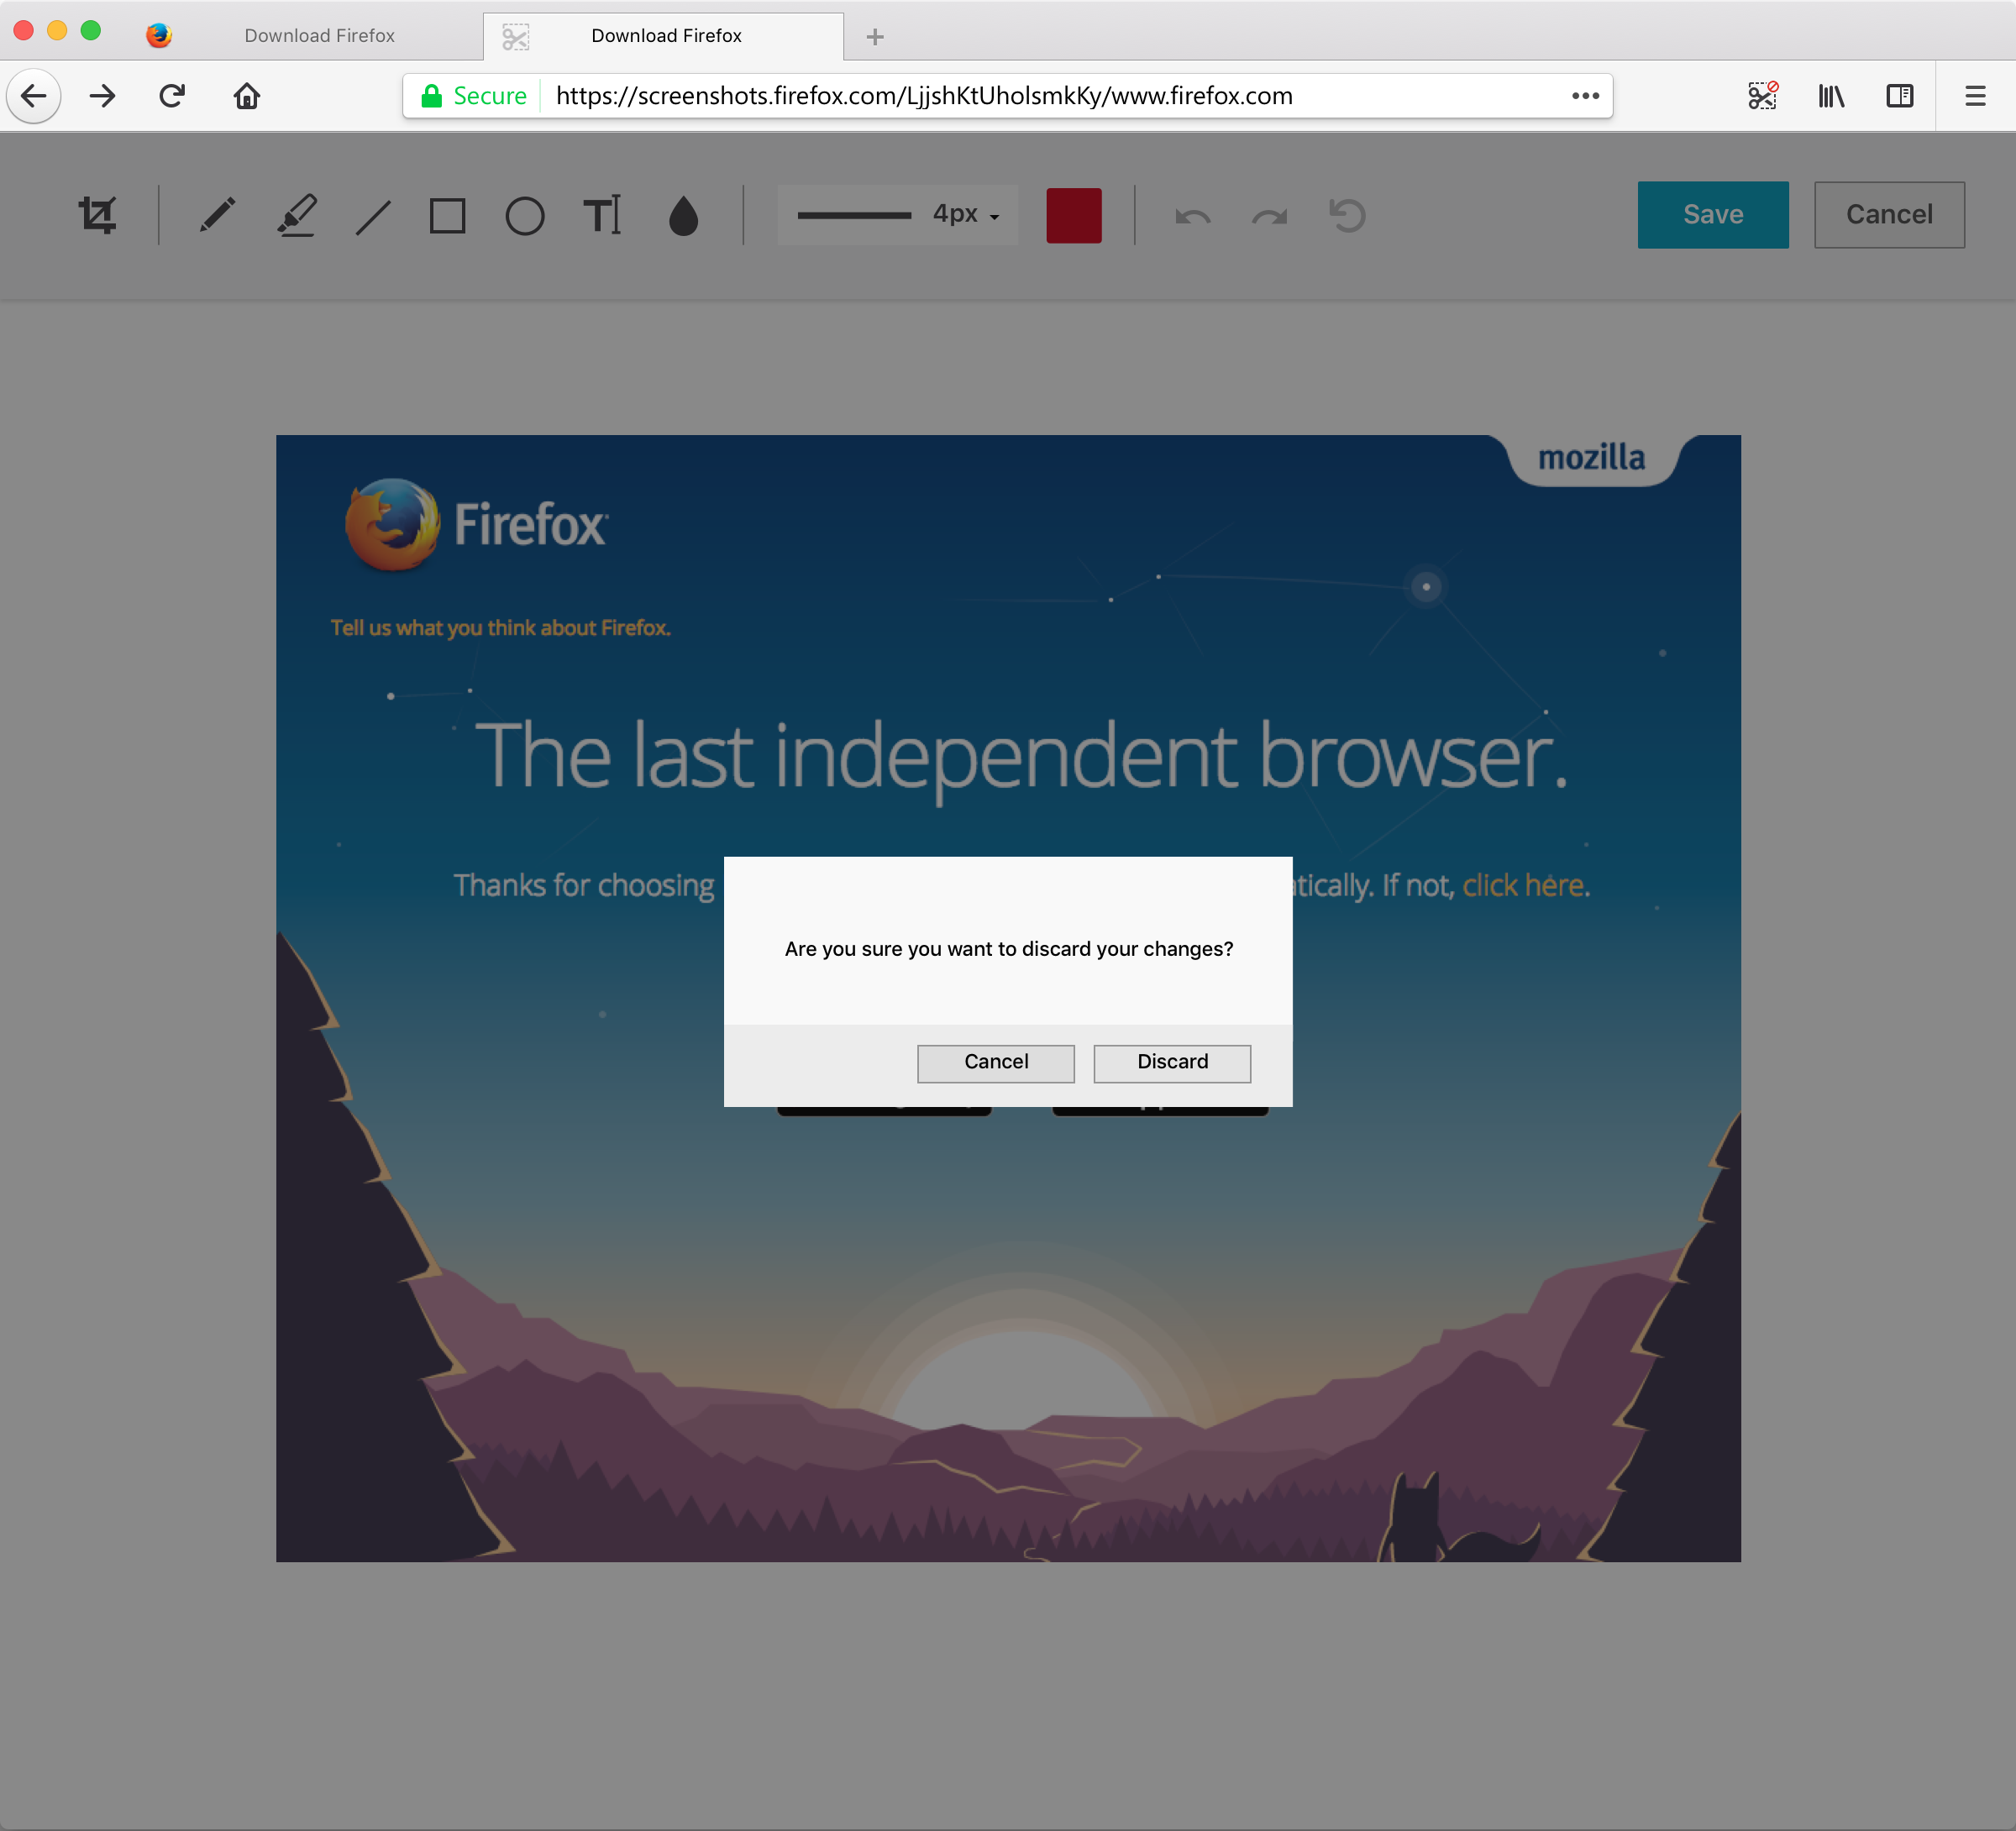 Download Firefox
Download Firefox
Secure https://screenshots.firefox.com/LjjshKtUholsmkKy/www.firefox.com
4px
Save
Cancel
mozilla
Firefox
Tell us what you think about Firefox.
The last independent browser.
Thanks for choosing
If not, click here.
Are you sure you want to discard your changes?
Cancel
Discard